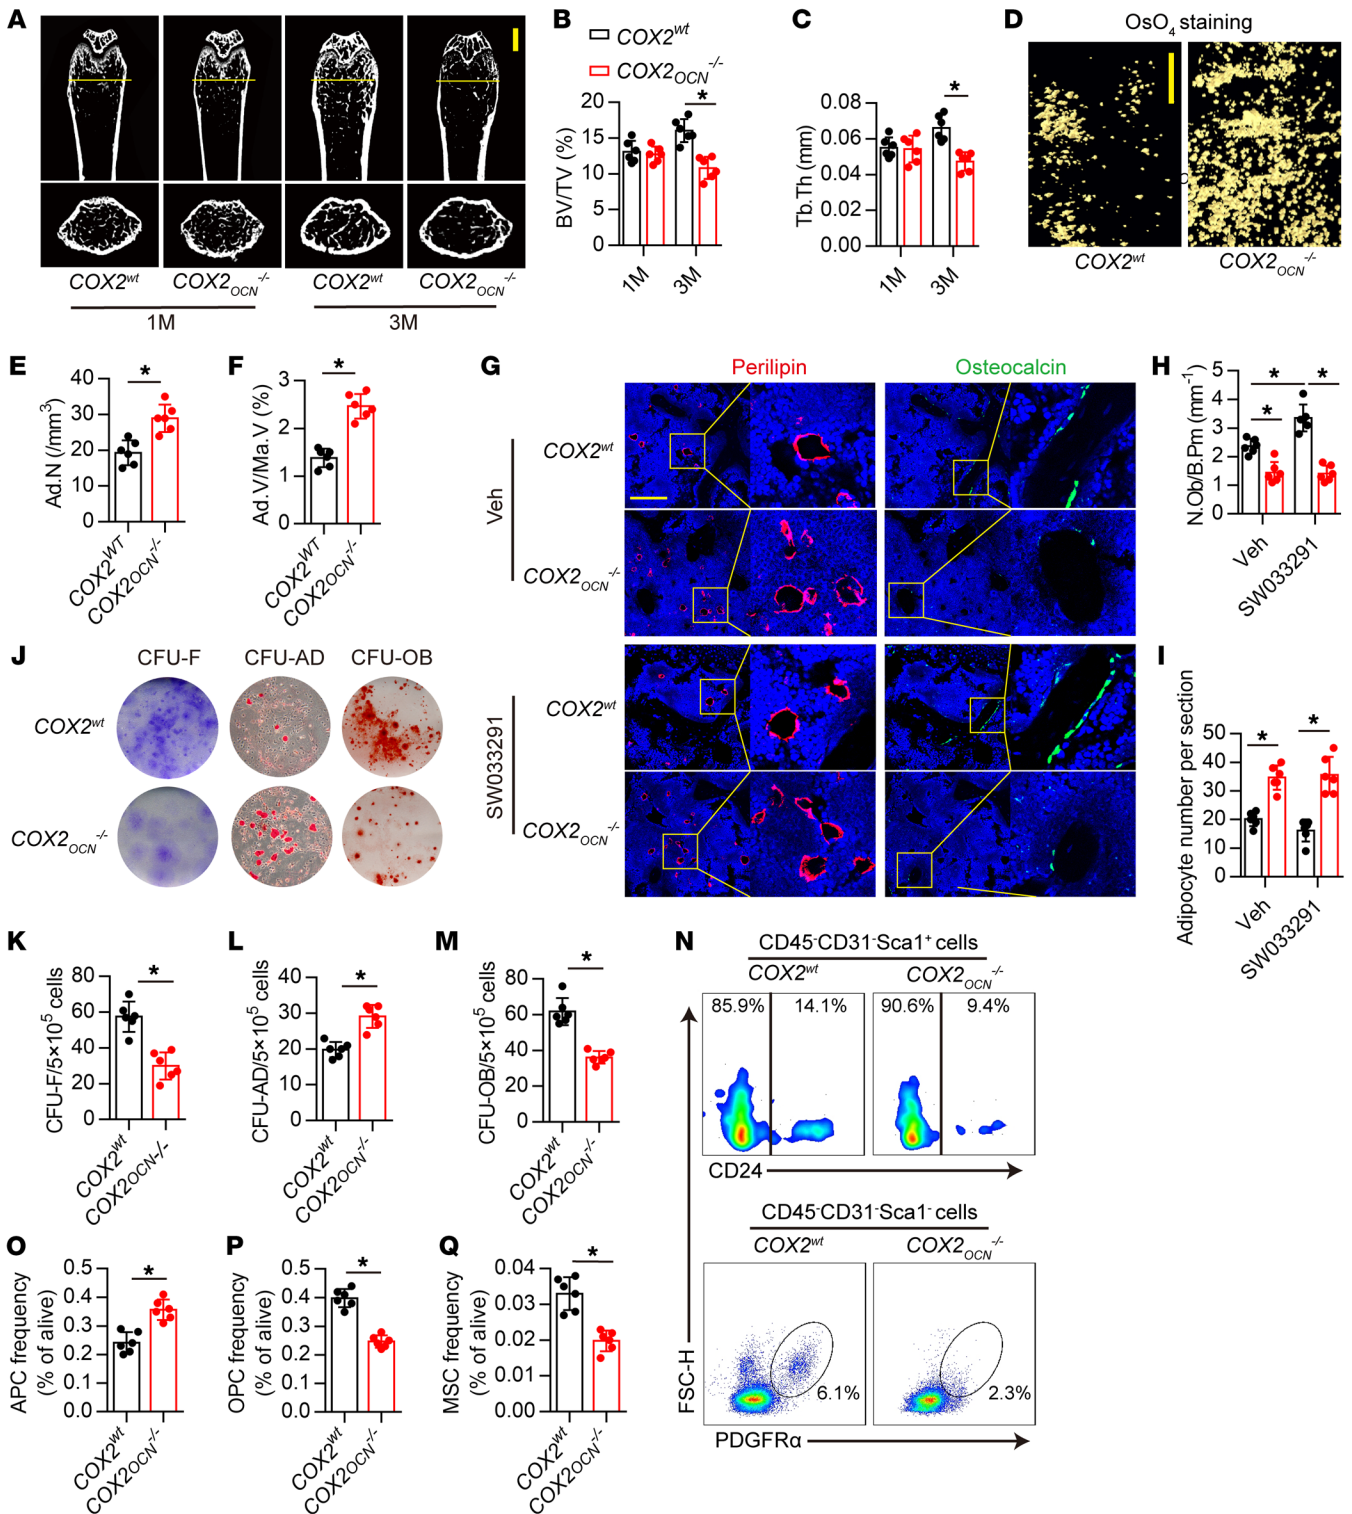 A
COX2wt
COX2OCN-/-
COX2wt
COX2OCN-/-
1M
3M
B
COX2wt
COX2OCN-/-
BV/TV (%)
20
15
10
5
0
*
1M
3M
C
Tb.Th (mm)
0.08
0.06
0.04
0.02
0.00
*
1M
3M
D
OsO4 staining
COX2wt
COX2OCN-/-
E
Ad.N (/mm3)
40
30
20
10
0
*
COX2WT
COX2OCN-/-
F
Ad.V/Ma.V (%)
3
2
1
0
*
COX2WT
COX2OCN-/-
G
Perilipin
Osteocalcin
Veh
COX2wt
COX2OCN-/-
SW033291
COX2wt
COX2OCN-/-
H
N.Ob/B.Pm (mm-1)
5
4
3
2
1
0
*
*
*
Veh
SW033291
I
Adipocyte number per section
50
40
30
20
10
0
*
*
Veh
SW033291
J
CFU-F
CFU-AD
CFU-OB
COX2wt
COX2OCN-/-
K
CFU-F/5×105 cells
80
60
40
20
0
*
COX2wt
COX2OCN-/-
L
CFU-AD/5×105 cells
40
30
20
10
0
*
COX2wt
COX2OCN-/-
M
CFU-OB/5×105 cells
80
60
40
20
0
*
COX2wt
COX2OCN-/-
N
CD45-CD31-Sca1+ cells
COX2wt
COX2OCN-/-
85.9%
14.1%
90.6%
9.4%
CD24
CD45-CD31-Sca1- cells
COX2wt
COX2OCN-/-
6.1%
2.3%
FSC-H
PDGFRα
O
APC frequency
(% of alive)
0.5
0.4
0.3
0.2
0.1
0.0
*
COX2wt
COX2OCN-/-
P
OPC frequency
(% of alive)
0.5
0.4
0.3
0.2
0.1
0.0
*
COX2wt
COX2OCN-/-
Q
MSC frequency
(% of alive)
0.04
0.03
0.02
0.01
0.00
*
COX2wt
COX2OCN-/-